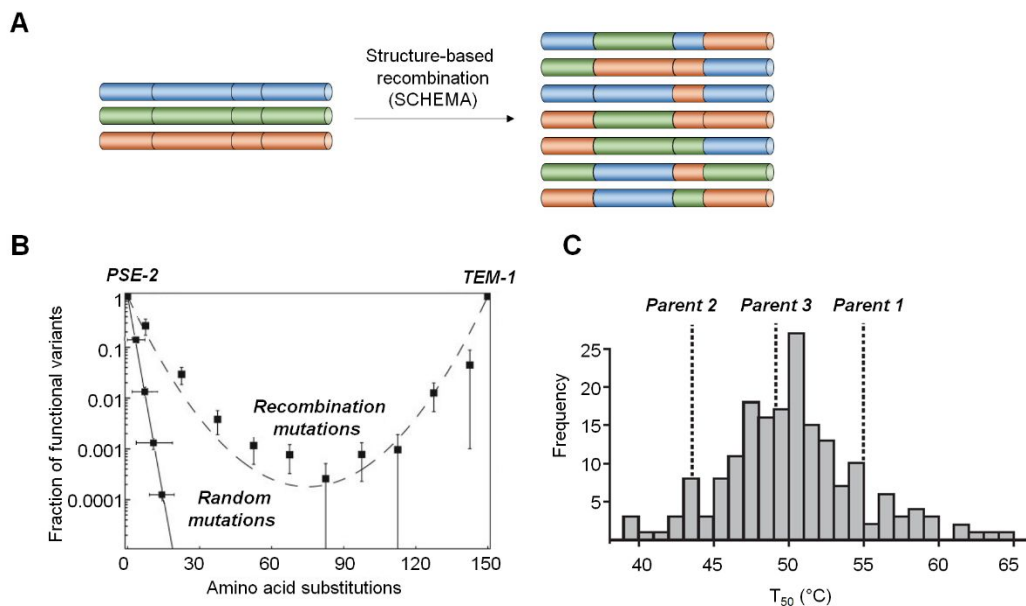 A
Structure-based
recombination
(SCHEMA)
B
PSE-2
TEM-1
Fraction of functional variants
1
0.1
0.01
0.001
0.0001
Recombination
mutations
Random
mutations
0
30
60
90
120
150
Amino acid substitutions
C
Parent 2
Parent 3
Parent 1
Frequency
25
20
15
10
5
40
45
50
55
60
65
T₅₀ (°C)